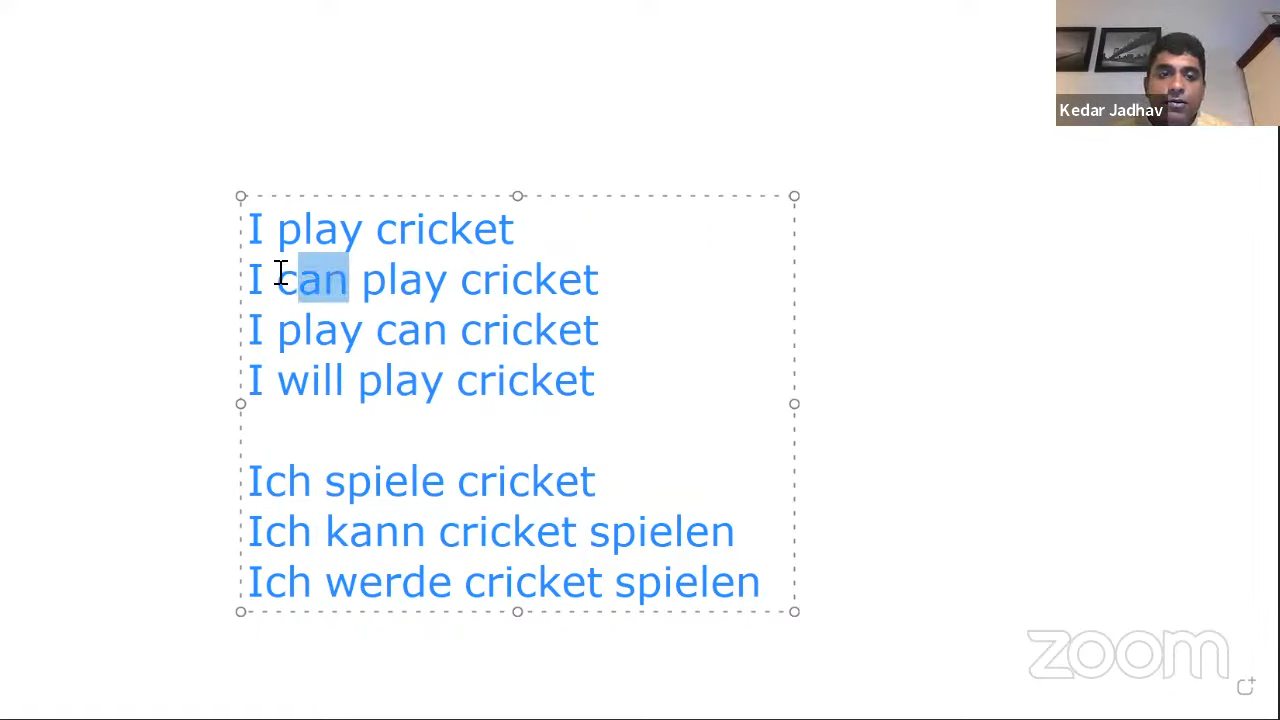 Kedar Jadhav
I play cricket
I can play cricket
I play can cricket
I will play cricket
Ich spiele cricket
Ich kann cricket spielen
Ich werde cricket spielen
zoom